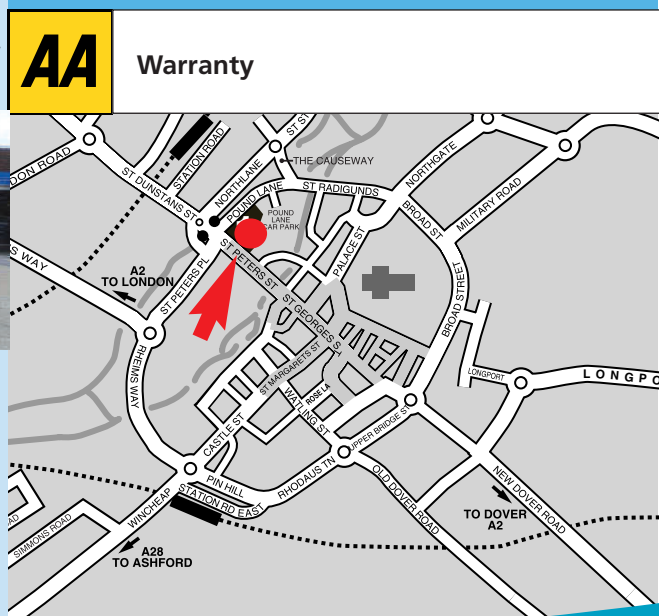 AA
Warranty
ST ST
THE CAUSEWAY
STATION ROAD
NORTHLANE
NORTHGATE
DON ROAD
ST DUNSTANS ST
POUND LANE
ST RADIGUNDS
MILITARY ROAD
POUND
LANE
CAR PARK
BROAD ST
PALACE ST
S WAY
A2
TO LONDON
ST PETERS PL
ST PETERS ST
ST GEORGES ST
BROAD STREET
RHEIMS WAY
ST MARGARETS ST
ROSE LA
LONGPORT
LONGPO
WATLING ST
CASTLE ST
UPPER BRIDGE ST
PIN HILL
RHODAUS TN
OLD DOVER ROAD
NEW DOVER ROAD
STATION RD EAST
WINCHEAP
TO DOVER
A2
OAD
SIMMONS ROAD
A28
TO ASHFORD